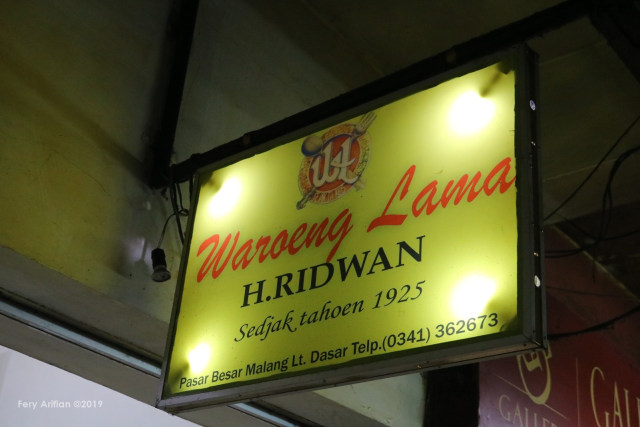 Waroeng Lama
H.RIDWAN
Sedjak tahoen 1925
Pasar Besar Malang Lt. Dasar Telp.(0341) 362673
Fery Arifian ©2019